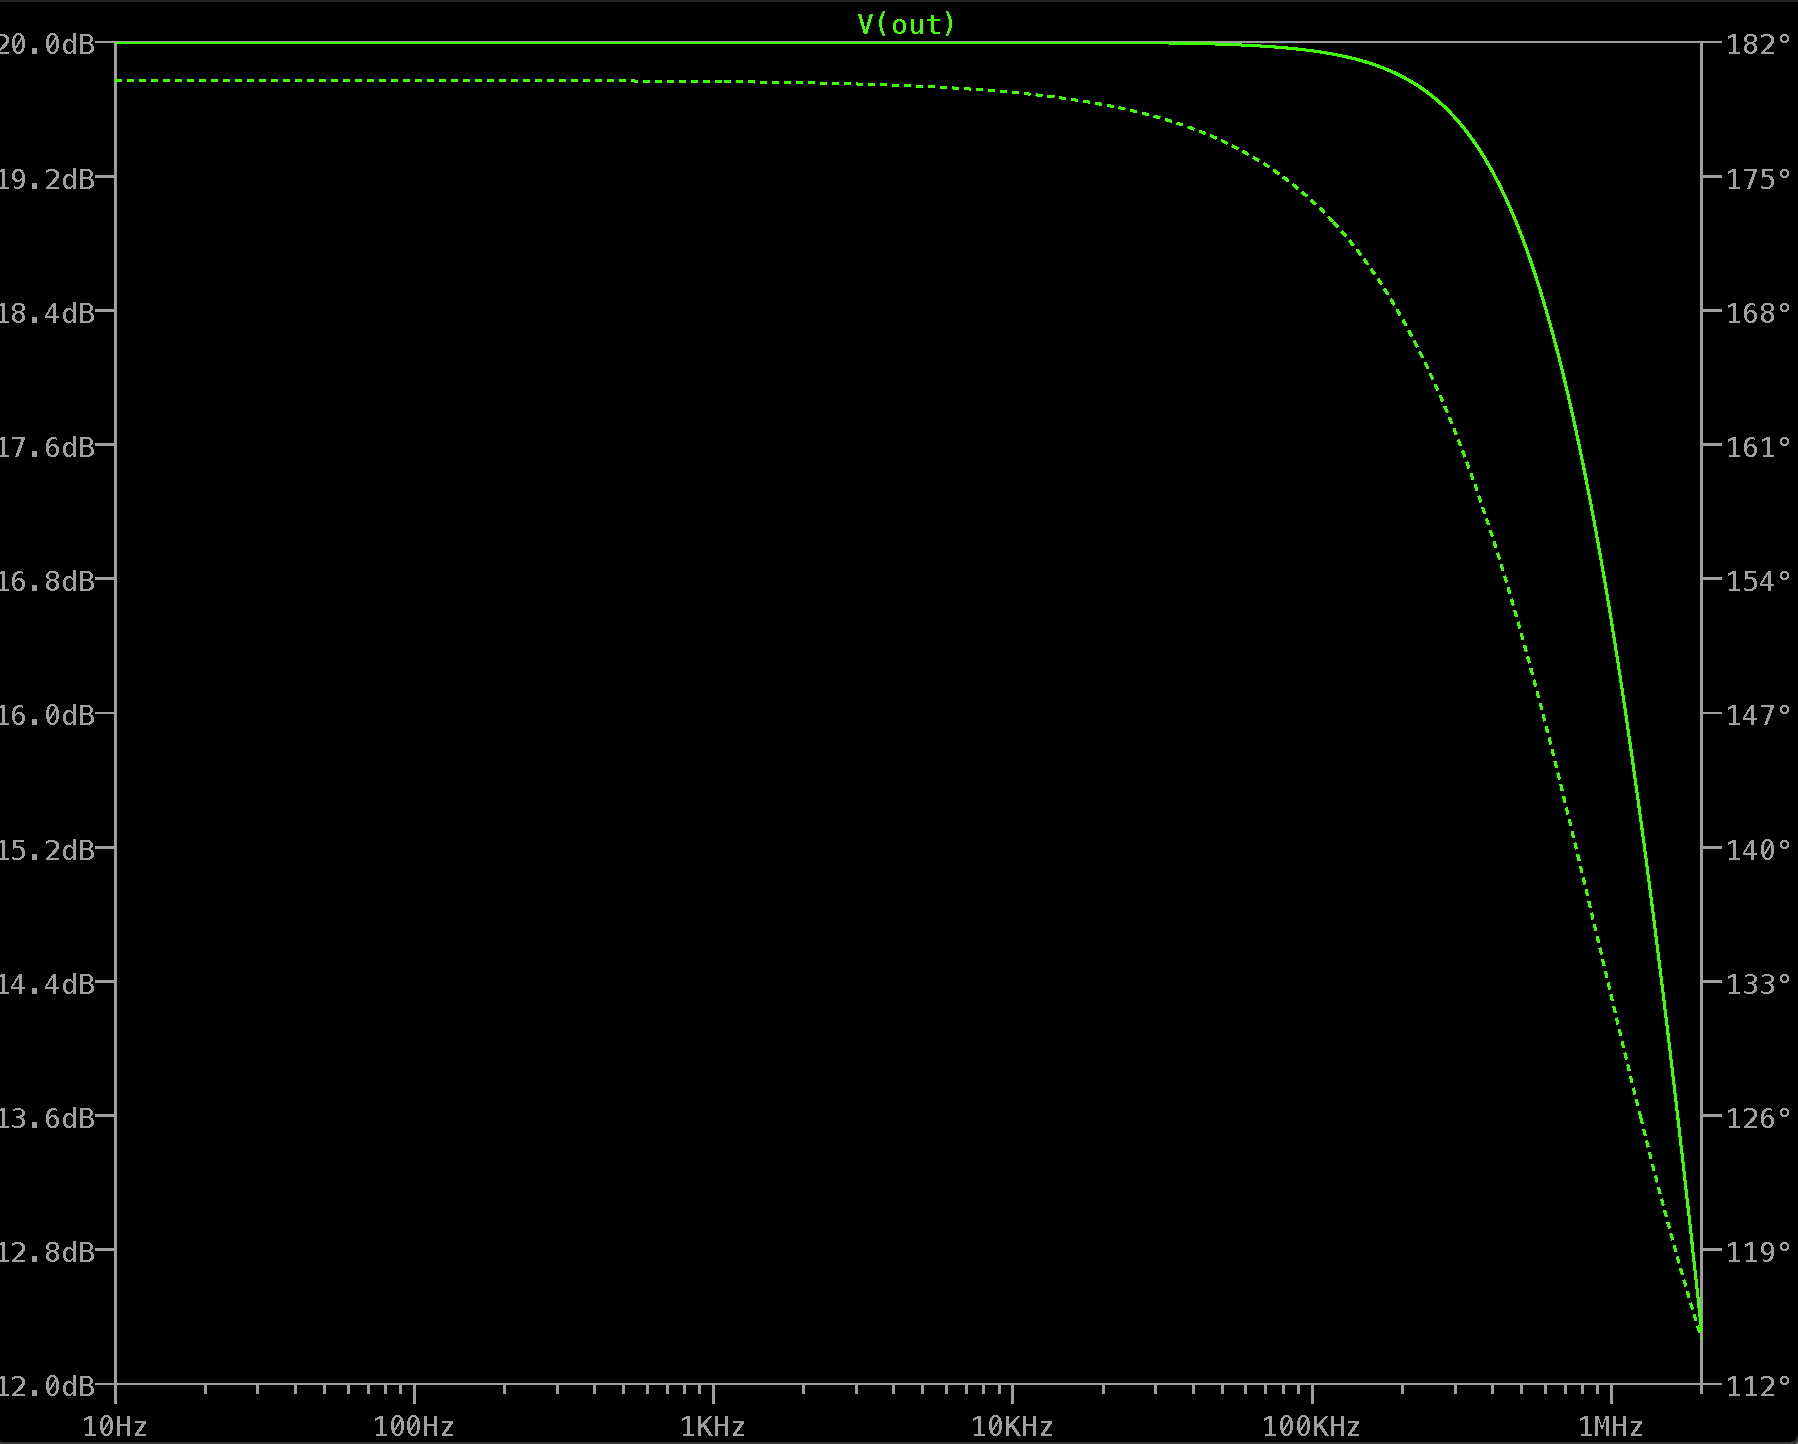 V(out)
20.0dB 182°
19.2dB 175°
18.4dB 168°
17.6dB 161°
16.8dB 154°
16.0dB 147°
15.2dB 140°
14.4dB 133°
13.6dB 126°
12.8dB 119°
12.0dB 112°
10Hz 100Hz 1KHz 10KHz 100KHz 1MHz